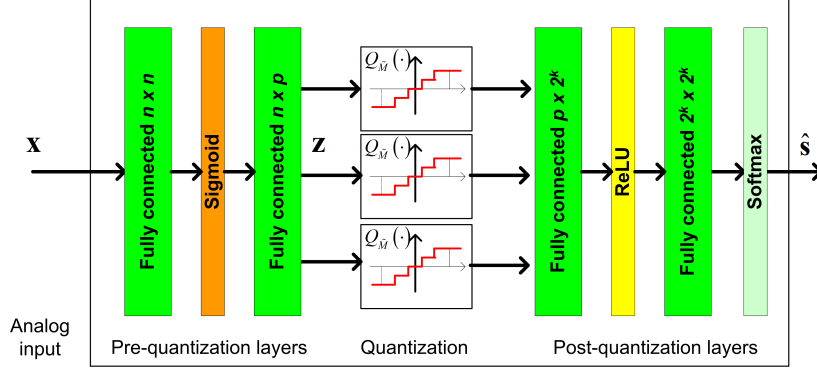 x
Fully connected n x n
Sigmoid
Fully connected n x p
z
Q_M̃(·)
Q_M̃(·)
Q_M̃(·)
Fully connected p x 2^k
ReLU
Fully connected 2^k x 2^k
Softmax
ŝ
Analog
input
Pre-quantization layers
Quantization
Post-quantization layers